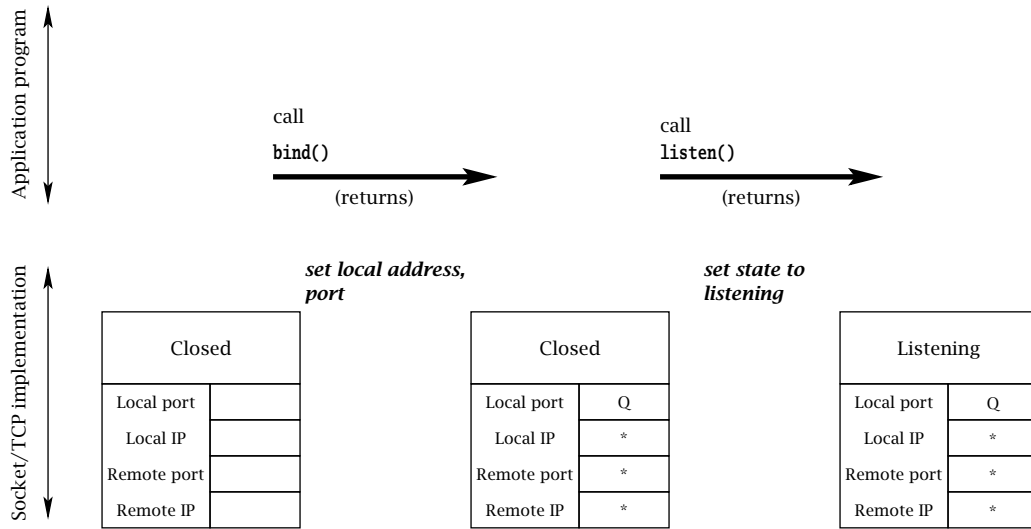 Application program
call
bind()
(returns)
call
listen()
(returns)
Socket/TCP implementation
set local address,
port
set state to
listening
Closed
Local port
Local IP
Remote port
Remote IP
Closed
Local port Q
Local IP *
Remote port *
Remote IP *
Listening
Local port Q
Local IP *
Remote port *
Remote IP *